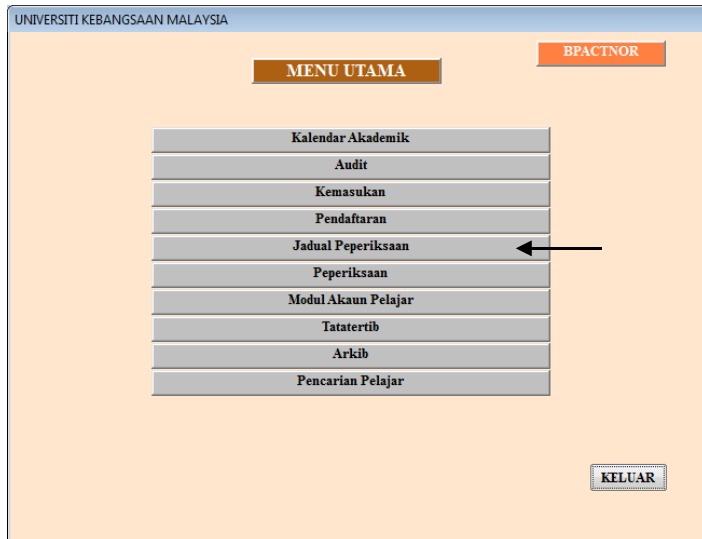 UNIVERSITI KEBANGSAAN MALAYSIA
BPACTNOR
MENU UTAMA
Kalendar Akademik
Audit
Kemasukan
Pendaftaran
Jadual Peperiksaan
Peperiksaan
Modul Akaun Pelajar
Tatatertib
Arkib
Pencarian Pelajar
KELUAR